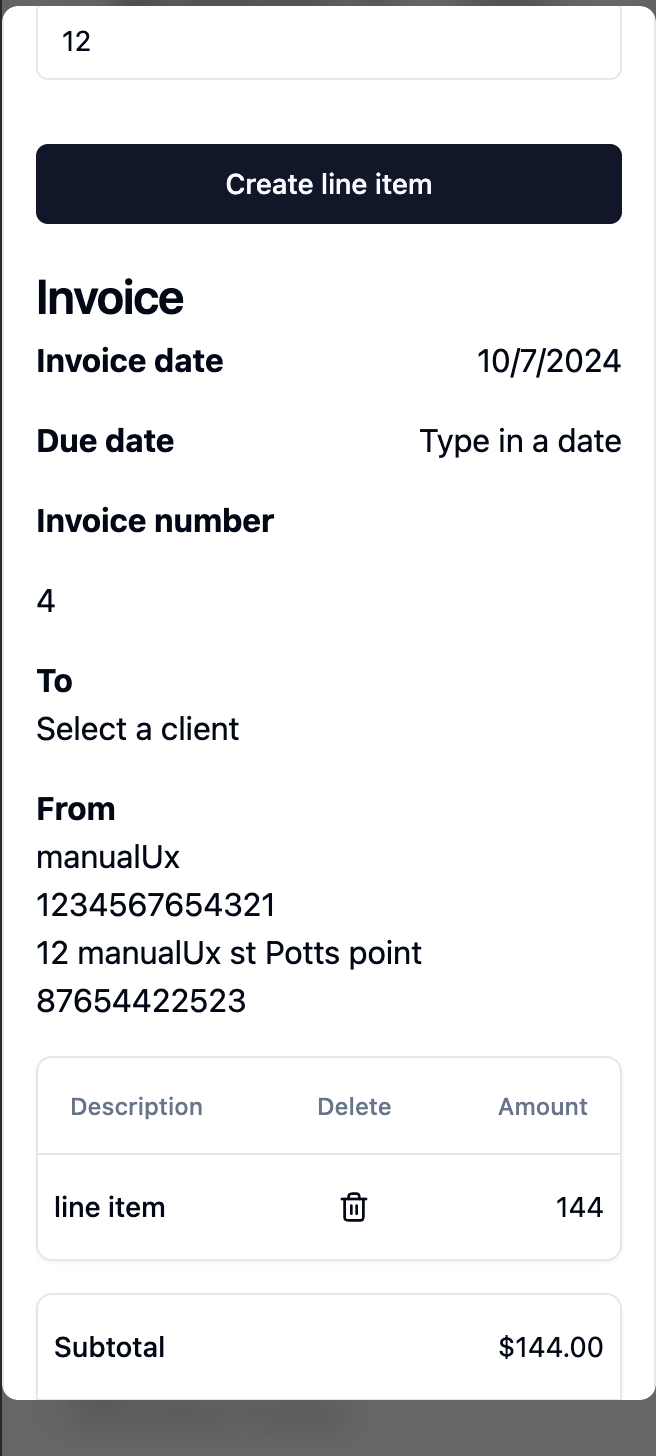 12
Create line item
Invoice
Invoice date 10/7/2024
Due date Type in a date
Invoice number
4
To
Select a client
From
manualUx
1234567654321
12 manualUx st Potts point
87654422523
Description Delete Amount
line item 144
Subtotal $144.00